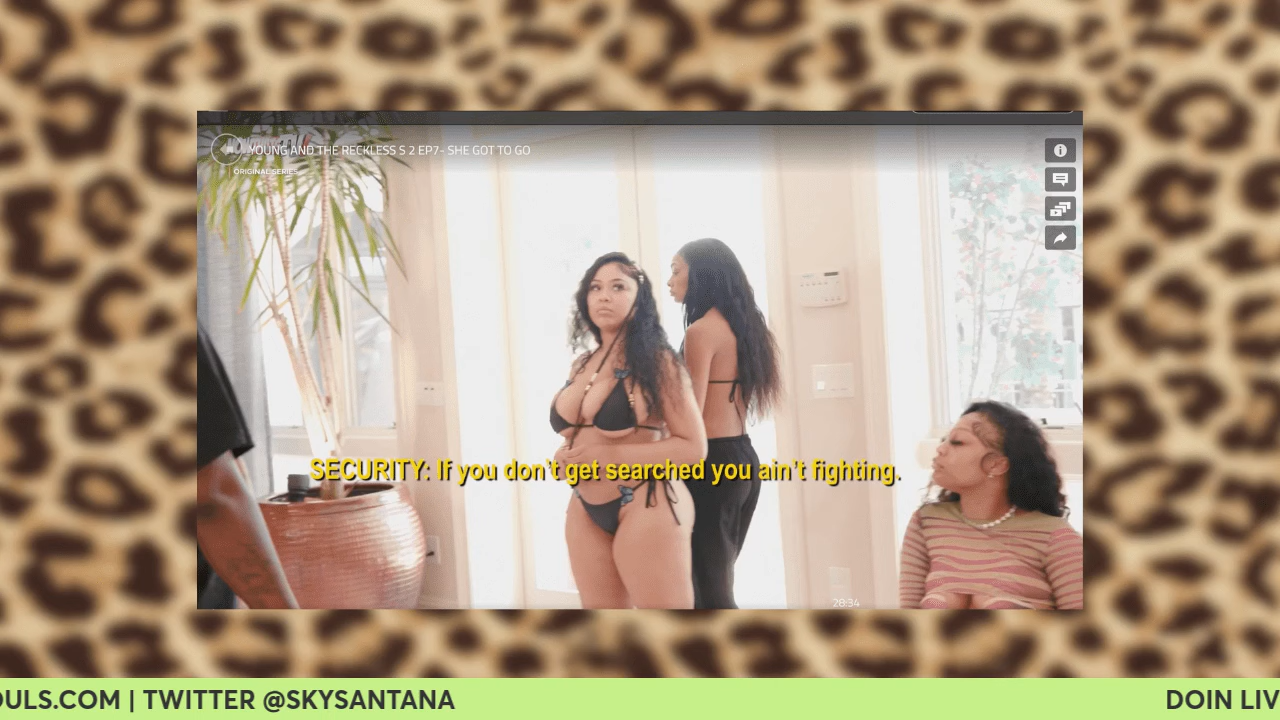 YOUNG AND THE RECKLESS S 2 EP7- SHE GOT TO GO
ORIGINAL SERIES
SECURITY: If you don't get searched you ain't fighting.
28:34
OULS.COM | TWITTER @SKYSANTANA
DOIN LIV